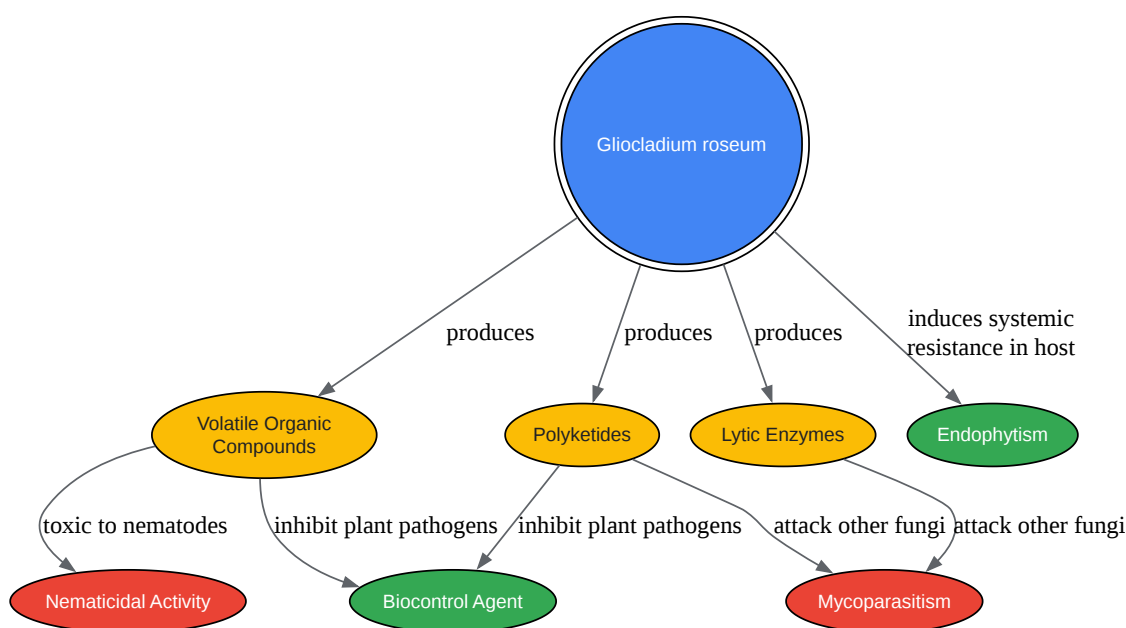 Gliocladium roseum
produces
produces
produces
induces systemic
resistance in host
Volatile Organic
Compounds
Polyketides
Lytic Enzymes
Endophytism
toxic to nematodes
inhibit plant pathogens
inhibit plant pathogens
attack other fungi
attack other fungi
Nematicidal Activity
Biocontrol Agent
Mycoparasitism